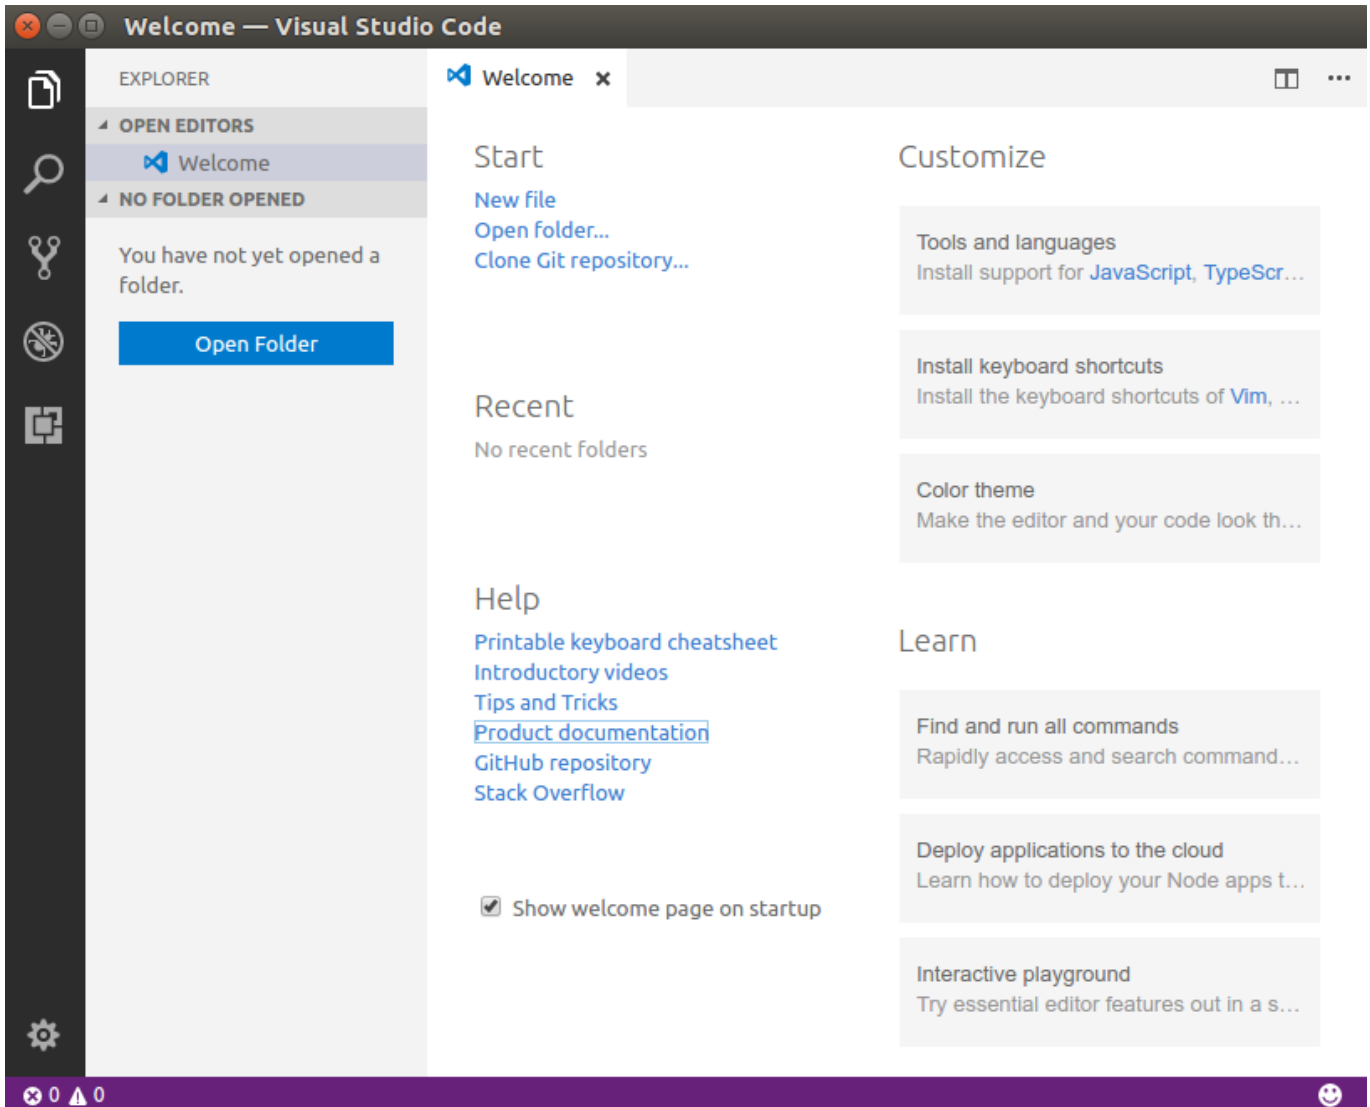 Welcome — Visual Studio Code
EXPLORER
OPEN EDITORS
Welcome
NO FOLDER OPENED
You have not yet opened a
folder.
Open Folder
Welcome
Start
New file
Open folder...
Clone Git repository...
Recent
No recent folders
Help
Printable keyboard cheatsheet
Introductory videos
Tips and Tricks
Product documentation
GitHub repository
Stack Overflow
Show welcome page on startup
Customize
Tools and languages
Install support for JavaScript, TypeScr...
Install keyboard shortcuts
Install the keyboard shortcuts of Vim, ...
Color theme
Make the editor and your code look th...
Learn
Find and run all commands
Rapidly access and search command...
Deploy applications to the cloud
Learn how to deploy your Node apps t...
Interactive playground
Try essential editor features out in a s...
0 0